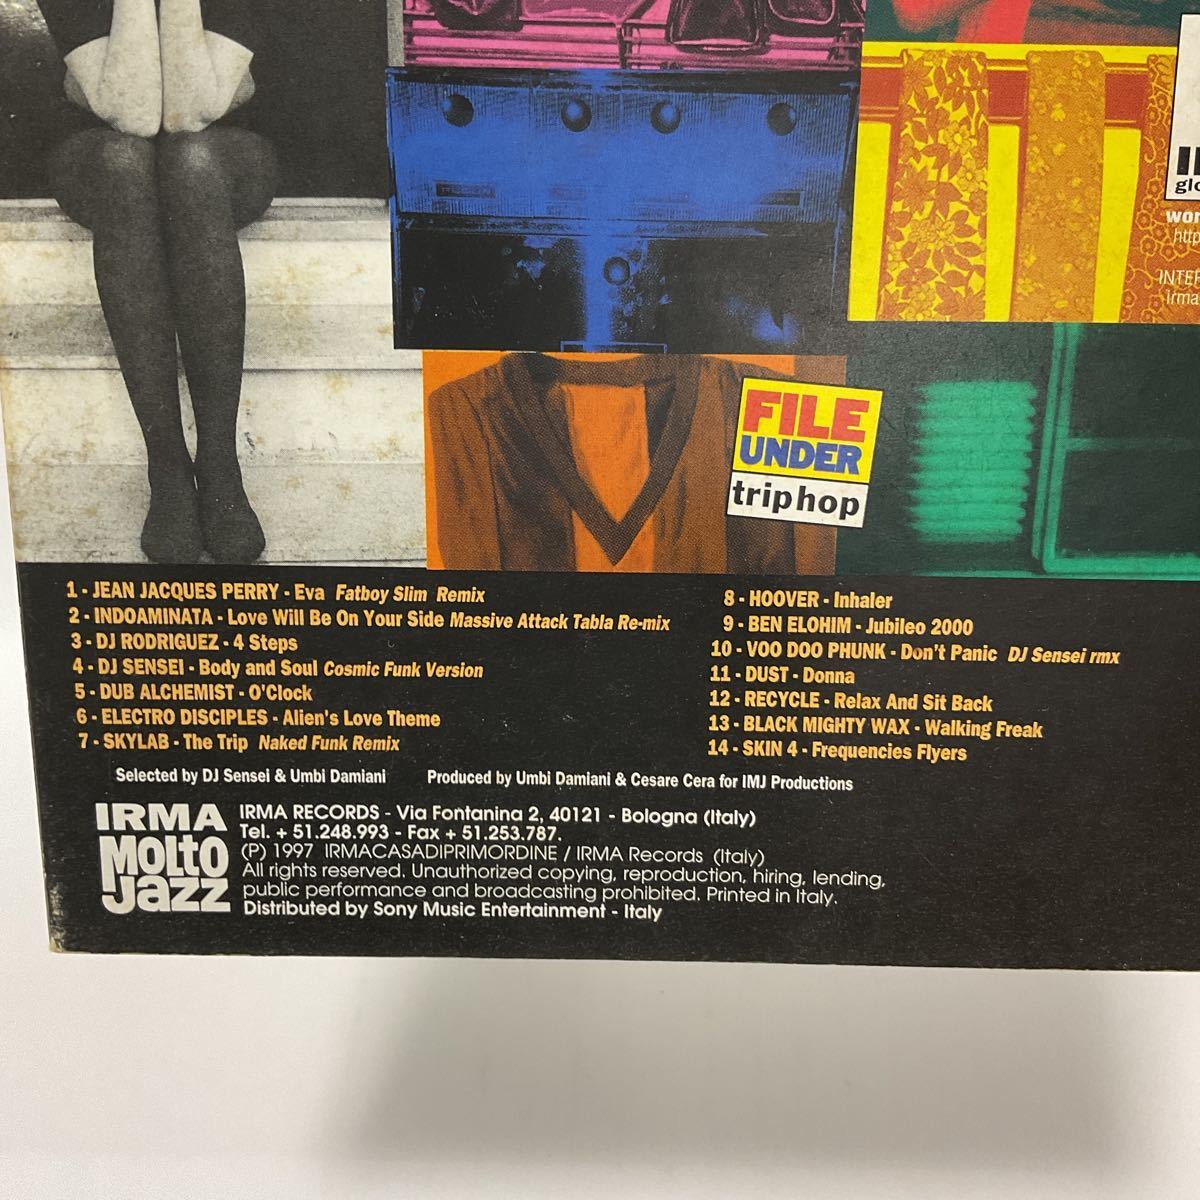 FILE
UNDER
trip hop
1 - JEAN JACQUES PERRY - Eva Fatboy Slim Remix
2 - INDOAMINATA - Love Will Be On Your Side Massive Attack Tabla Re-mix
3 - DJ RODRIGUEZ - 4 Steps
4 - DJ SENSEI - Body and Soul Cosmic Funk Version
5 - DUB ALCHEMIST - O'Clock
6 - ELECTRO DISCIPLES - Alien's Love Theme
7 - SKYLAB - The Trip Naked Funk Remix
8 - HOOVER - Inhaler
9 - BEN ELOHIM - Jubileo 2000
10 - VOO DOO PHUNK - Don't Panic DJ Sensei rmx
11 - DUST - Donna
12 - RECYCLE - Relax And Sit Back
13 - BLACK MIGHTY WAX - Walking Freak
14 - SKIN 4 - Frequencies Flyers
Selected by DJ Sensei & Umbi Damiani
Produced by Umbi Damiani & Cesare Cera for IMJ Productions
IRMA
MOLTO
JAZZ
IRMA RECORDS - Via Fontanina 2, 40121 - Bologna (Italy)
Tel. + 51.248.993 - Fax + 51.253.787.
(P) 1997 IRMACASADIPRIMORDINE / IRMA Records (Italy)
All rights reserved. Unauthorized copying, reproduction, hiring, lending,
public performance and broadcasting prohibited. Printed in Italy.
Distributed by Sony Music Entertainment - Italy